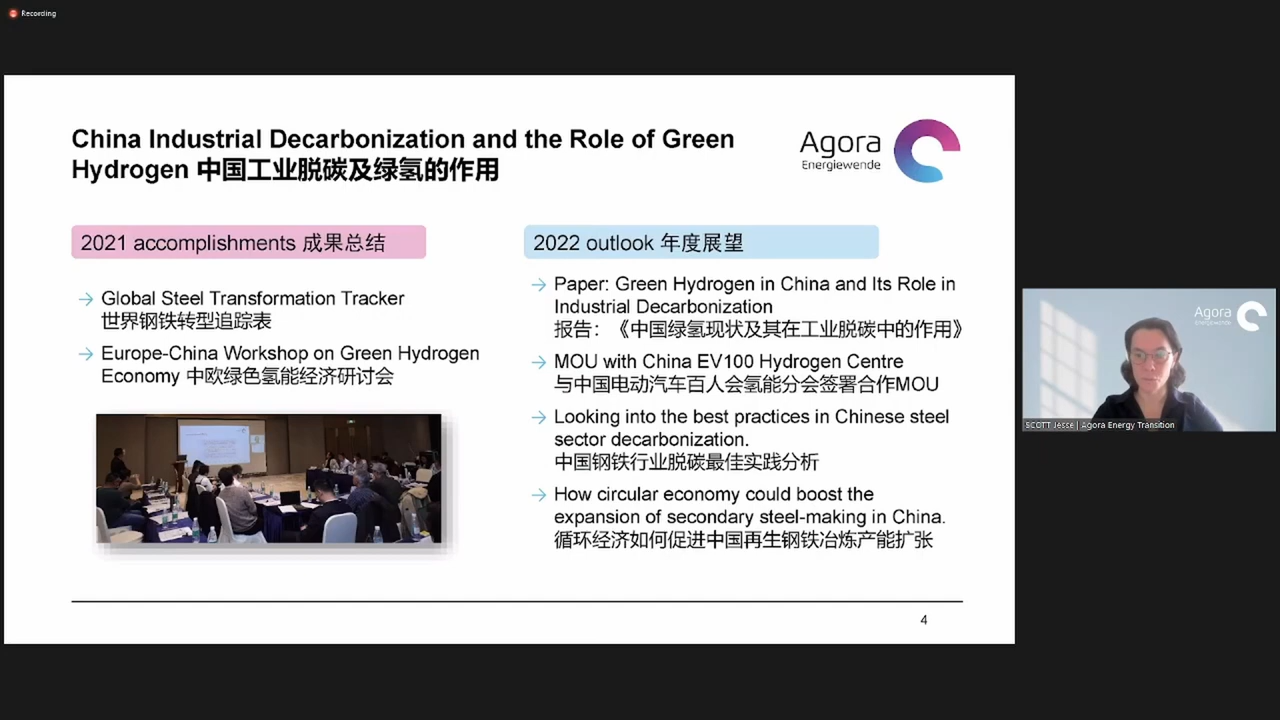 Recording
China Industrial Decarbonization and the Role of Green
Hydrogen 中国工业脱碳及绿氢的作用
Agora
Energiewende
2021 accomplishments 成果总结
→ Global Steel Transformation Tracker
世界钢铁转型追踪表
→ Europe-China Workshop on Green Hydrogen
Economy 中欧绿色氢能经济研讨会
2022 outlook 年度展望
→ Paper: Green Hydrogen in China and Its Role in
Industrial Decarbonization
报告：《中国绿氢现状及其在工业脱碳中的作用》
→ MOU with China EV100 Hydrogen Centre
与中国电动汽车百人会氢能分会签署合作MOU
→ Looking into the best practices in Chinese steel
sector decarbonization.
中国钢铁行业脱碳最佳实践分析
→ How circular economy could boost the
expansion of secondary steel-making in China.
循环经济如何促进中国再生钢铁冶炼产能扩张
4
Agora
Energiewende
SCOTT Jesse | Agora Energy Transition